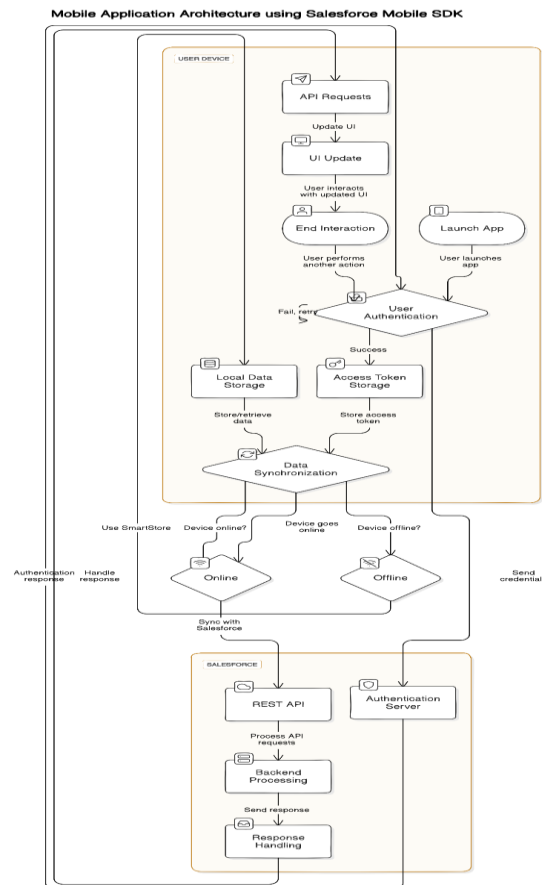 Mobile Application Architecture using Salesforce Mobile SDK
USER DEVICE
API Requests
Update UI
UI Update
User interacts
with updated UI
End Interaction
Launch App
User performs
another action
User launches
app
User
Authentication
Fail, retry
Success
Local Data
Storage
Access Token
Storage
Store/retrieve
data
Store access
token
Data
Synchronization
Use SmartStore
Device online?
Device goes
online
Device offline?
Authentication
response
Handle
response
Online
Offline
Send
credential
Sync with
Salesforce
SALESFORCE
REST API
Authentication
Server
Process API
requests
Backend
Processing
Send response
Response
Handling